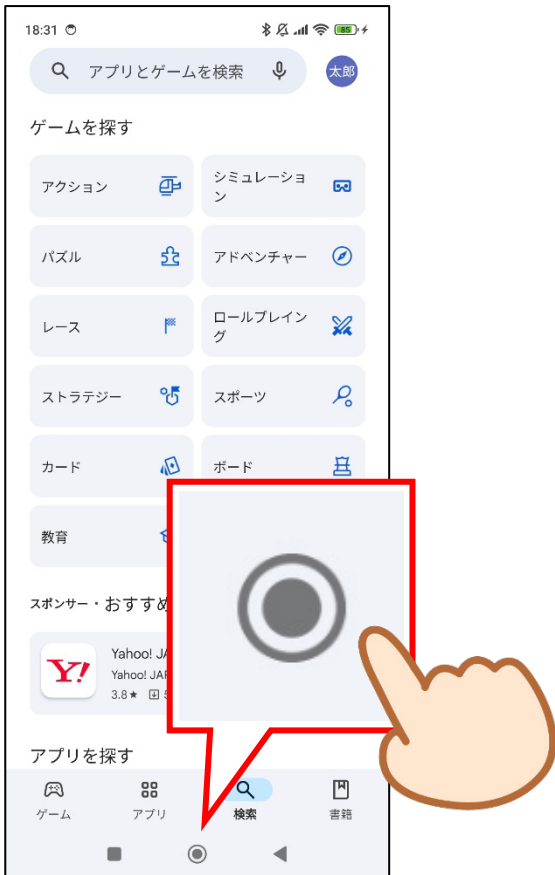 18:31
85
アプリとゲームを検索
太郎
ゲームを探す
アクション
シミュレーショ
ン
パズル
アドベンチャー
レース
ロールプレイン
グ
ストラテジー
スポーツ
カード
ボード
教育
スポンサー・おすすめ
Y!
Yahoo! JA
Yahoo! JAP
3.8★
アプリを探す
ゲーム
アプリ
検索
書籍